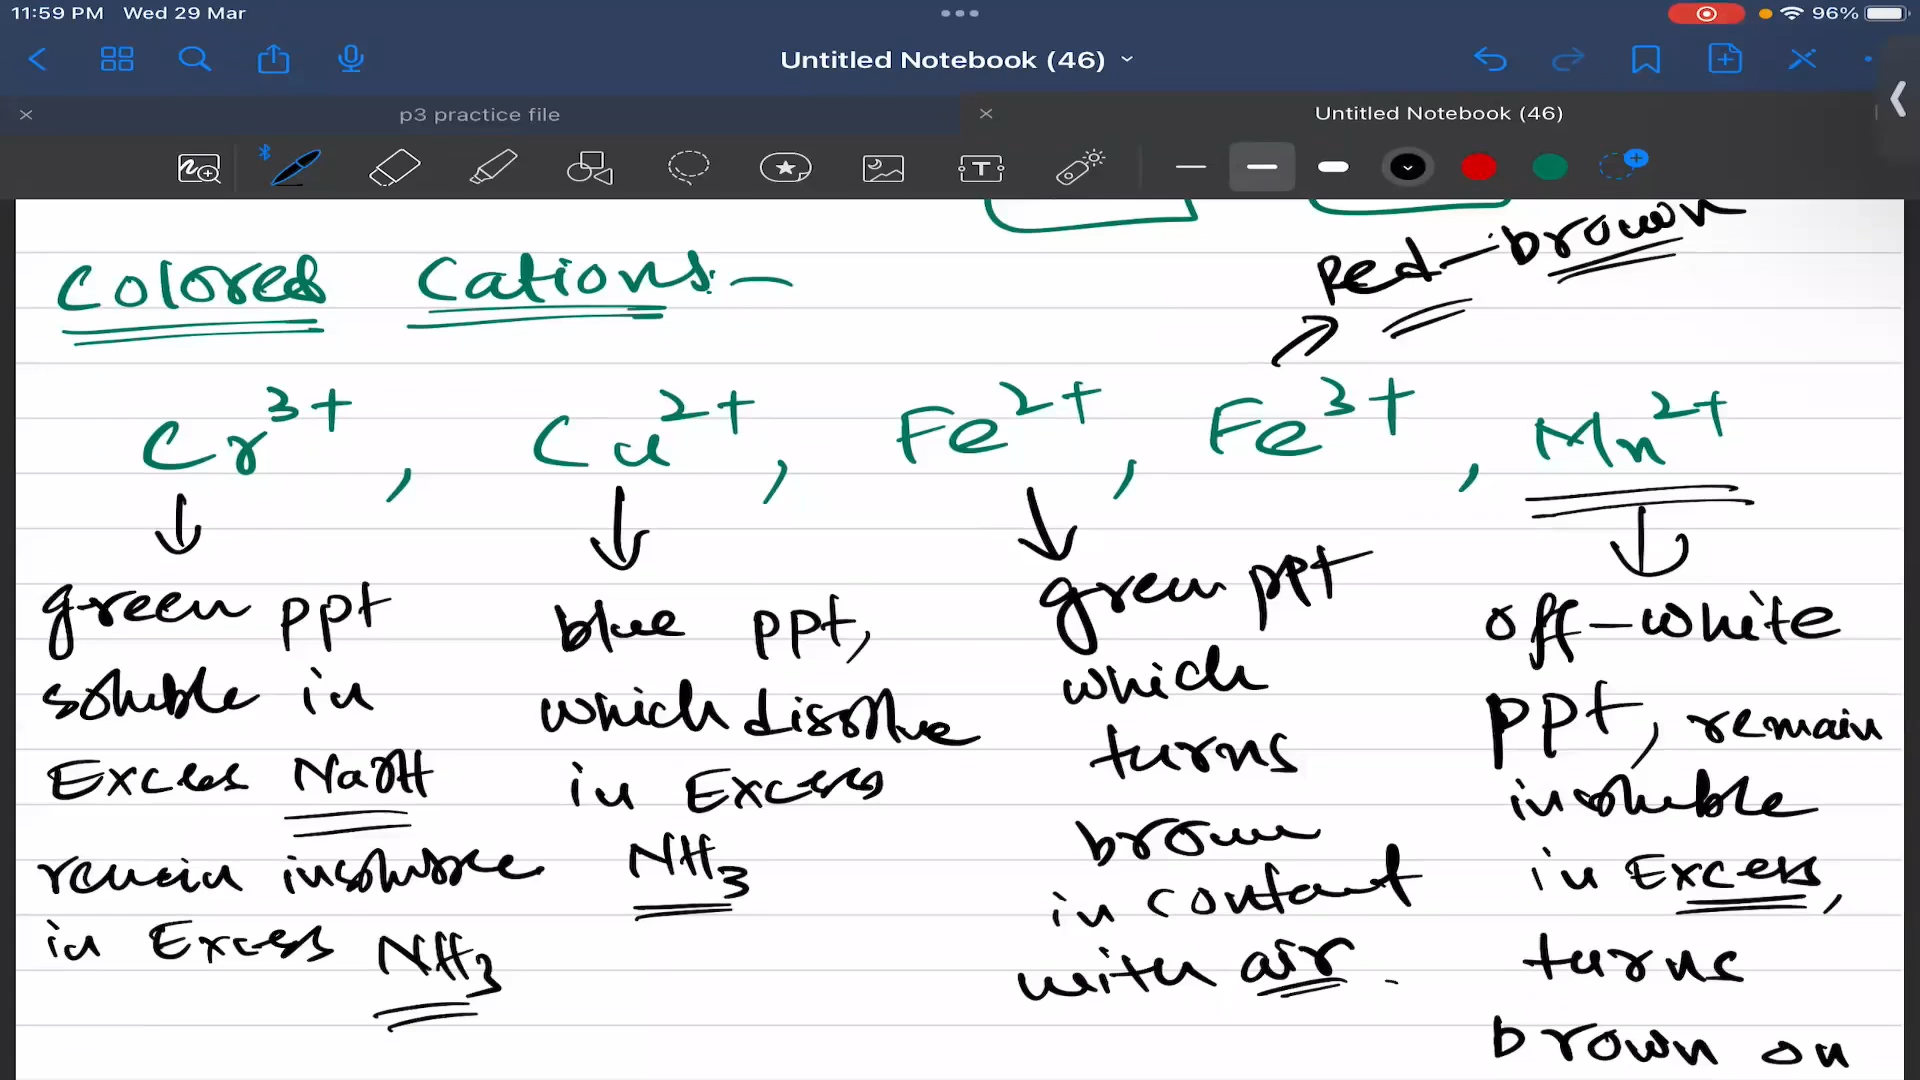 11:59 PM Wed 29 Mar
96%
Untitled Notebook (46)
p3 practice file
Untitled Notebook (46)
Colored Cations:-
Red-brown
Cr³⁺, Cu²⁺, Fe²⁺, Fe³⁺, Mn²⁺
green ppt
soluble in
Excess NaOH
remain insoluble
in Excess NH₃
blue ppt,
which dissolve
in Excess
NH₃
green ppt
which
turns
brown
in contact
with air.
off-white
ppt, remain
insoluble
in Excess,
turns
brown on